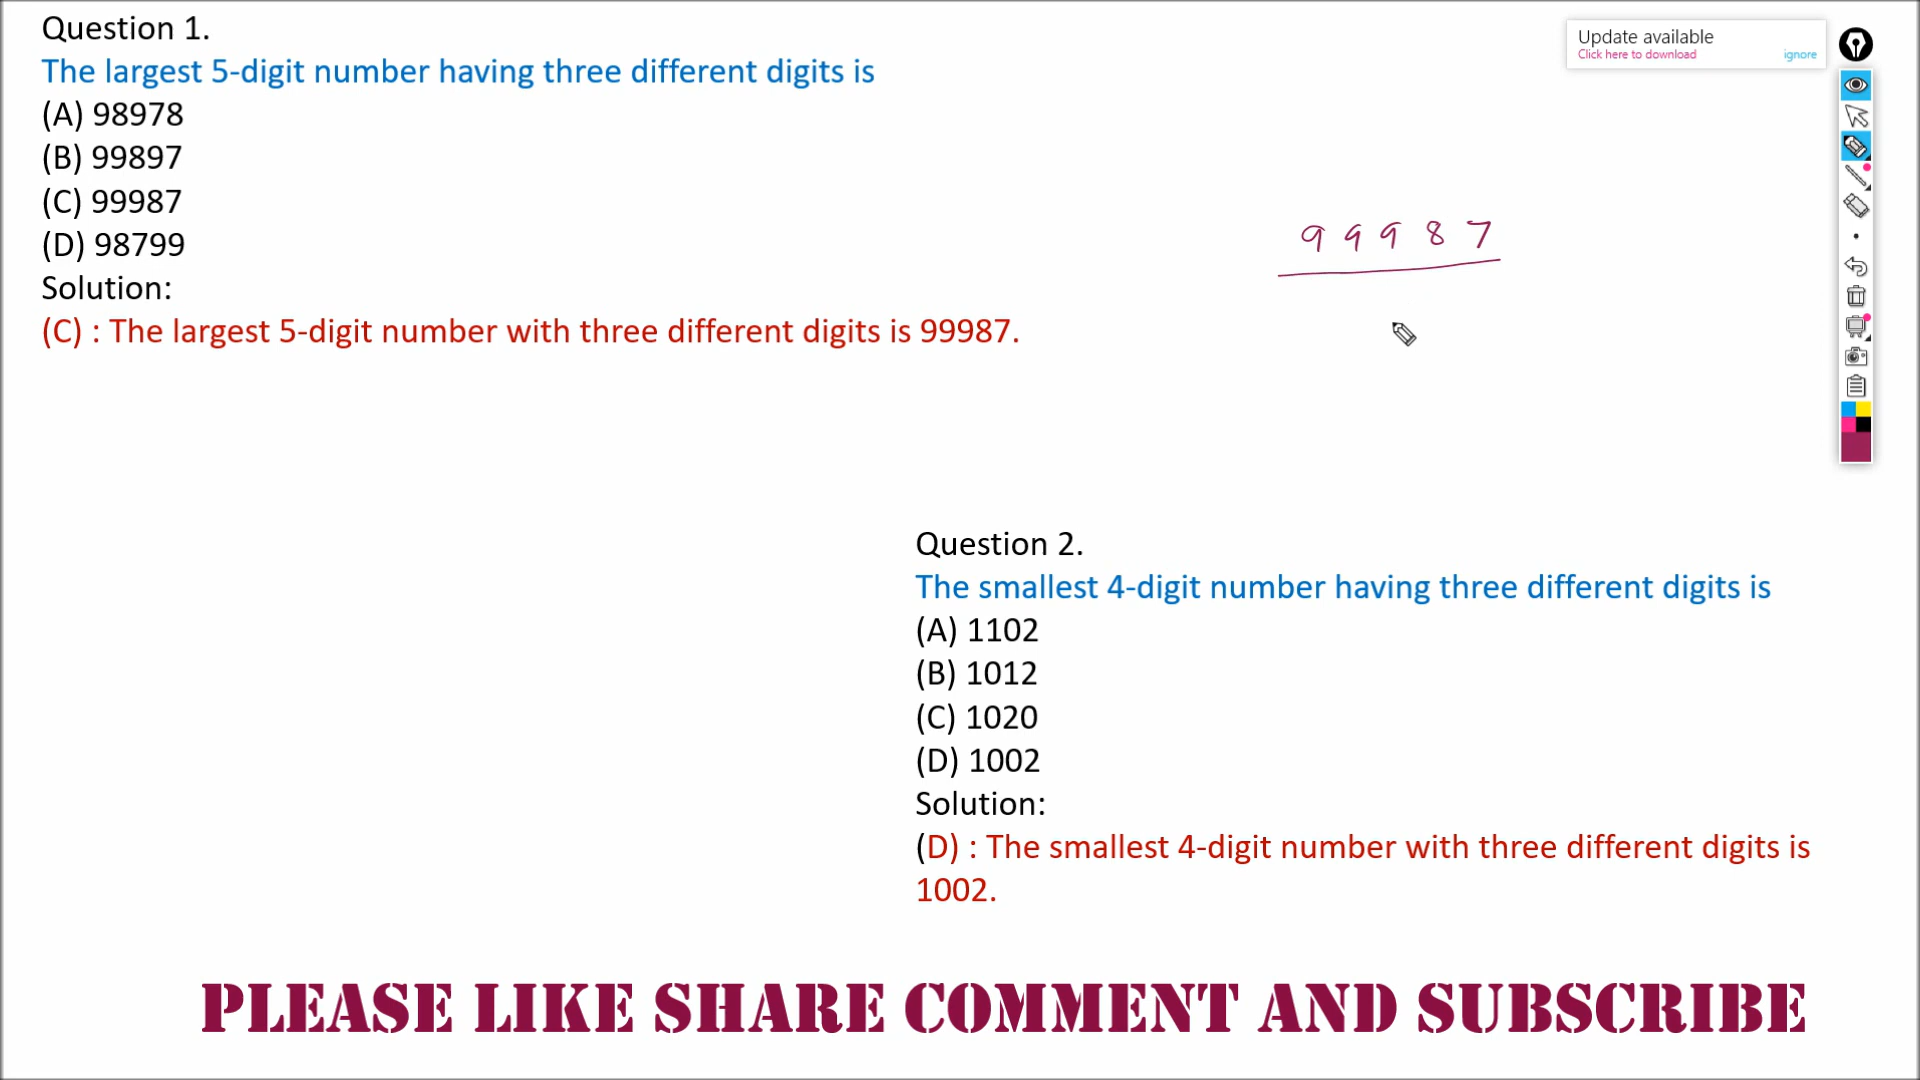 Question 1.
The largest 5-digit number having three different digits is
(A) 98978
(B) 99897
(C) 99987
(D) 98799
Solution:
(C) : The largest 5-digit number with three different digits is 99987.
Update available
Click here to download ignore
9 9 9 8 7
Question 2.
The smallest 4-digit number having three different digits is
(A) 1102
(B) 1012
(C) 1020
(D) 1002
Solution:
(D) : The smallest 4-digit number with three different digits is
1002.
PLEASE LIKE SHARE COMMENT AND SUBSCRIBE